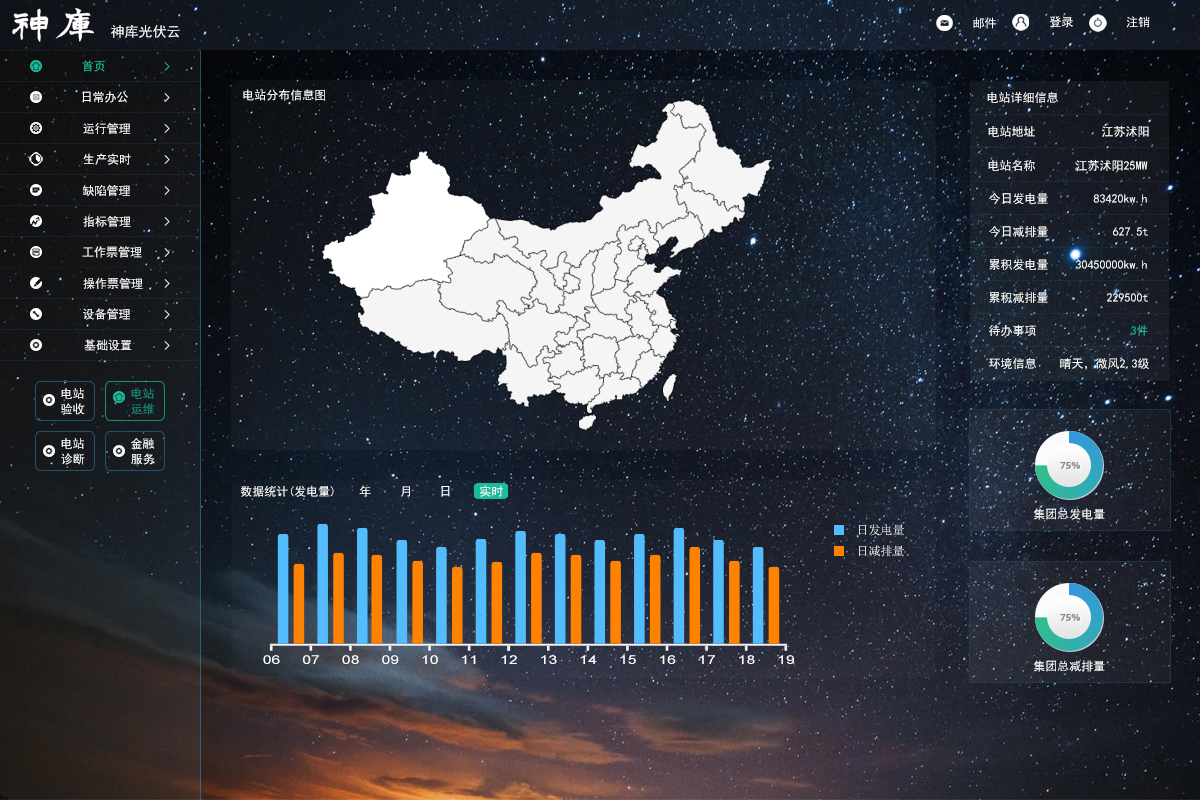 神庫 神库光伏云
邮件 登录 注销
首页
日常办公
运行管理
生产实时
缺陷管理
指标管理
工作票管理
操作票管理
设备管理
基础设置
电站
验收
电站
运维
电站
诊断
金融
服务
电站分布信息图
电站详细信息
电站地址 江苏沭阳
电站名称 江苏沭阳25MW
今日发电量 83420kw.h
今日减排量 627.5t
累积发电量 30450000kw.h
累积减排量 229500t
待办事项 3件
环境信息 晴天，微风2,3级
75%
集团总发电量
75%
集团总减排量
数据统计(发电量) 年 月 日 实时
日发电量
日减排量
06 07 08 09 10 11 12 13 14 15 16 17 18 19